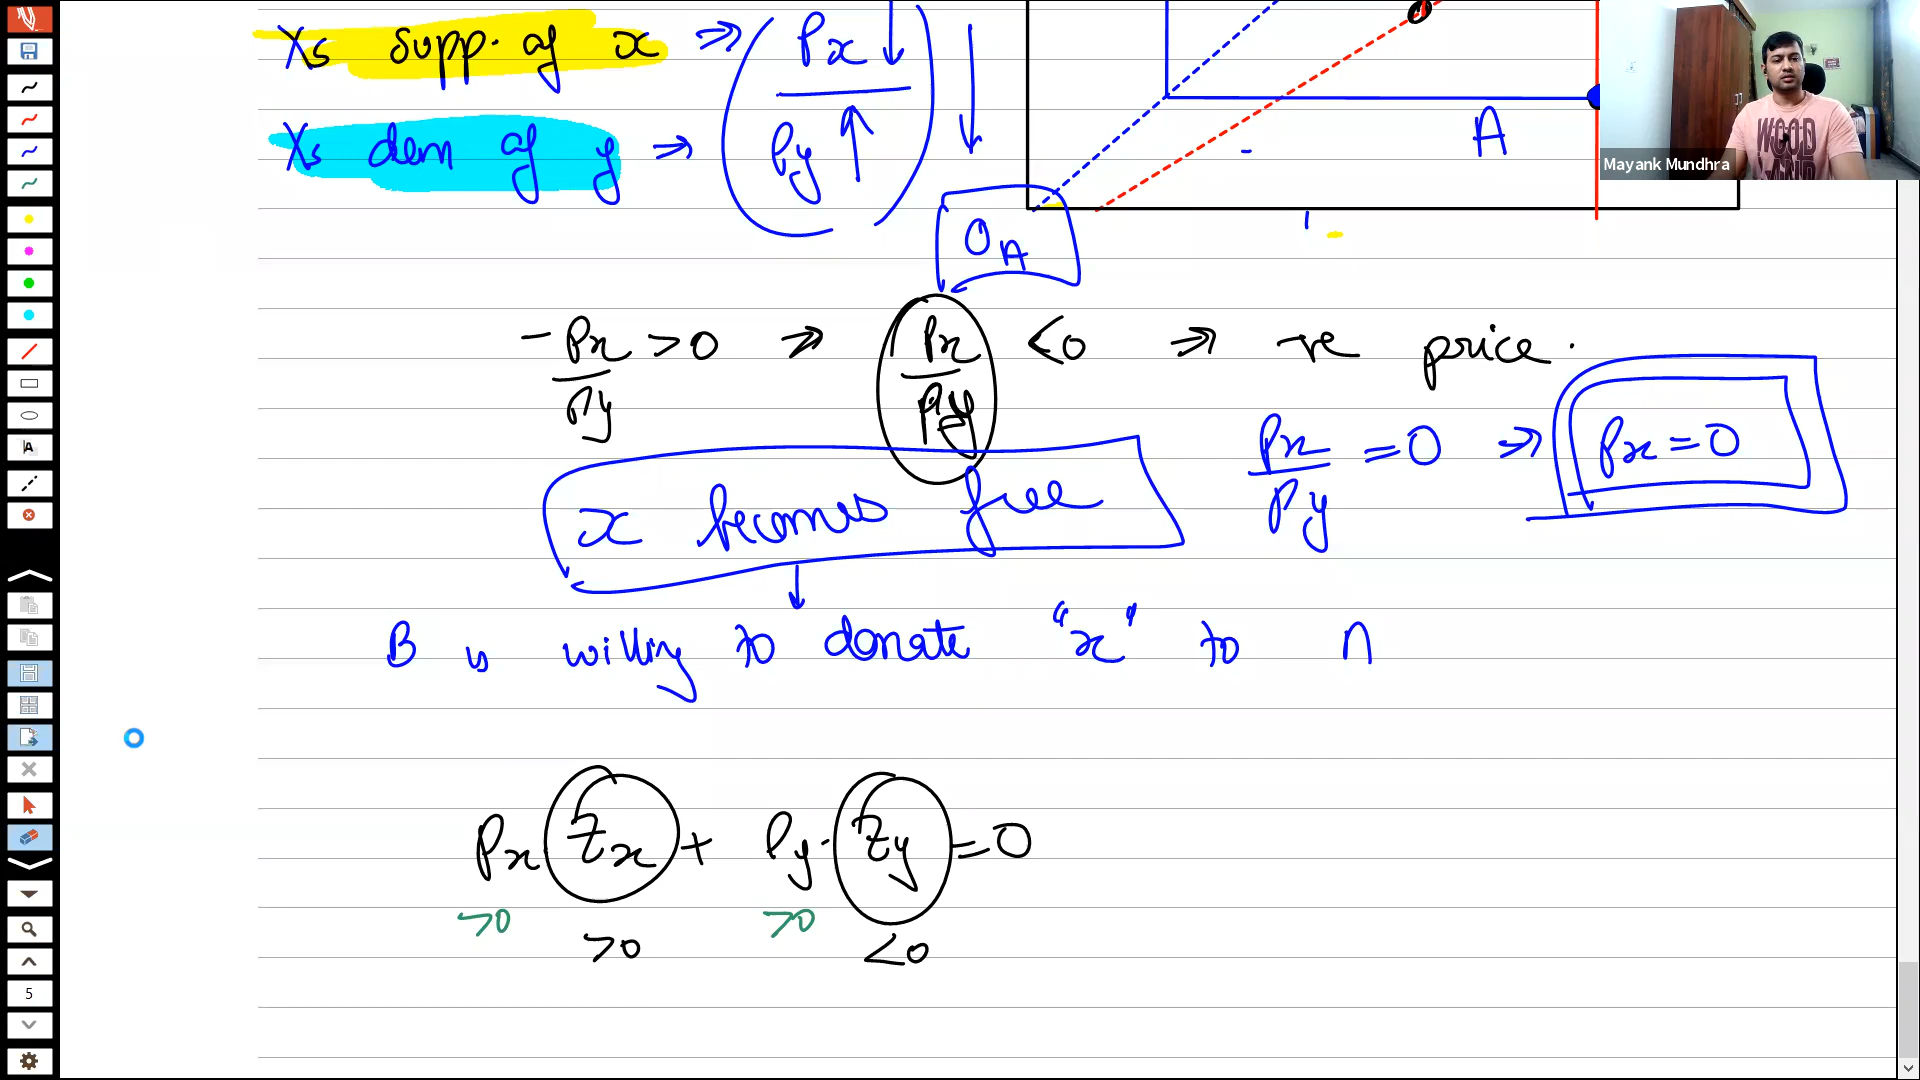 Xs supp. of x ⇒ Px↓ / Py↑ ↓
Xs dem of y ⇒
A
Mayank Mundhra
WOOD
O_A
-Px/Py > 0 ⇒ Px/Py < 0 ⇒ -ve price.
Px/Py = 0 ⇒ Px = 0
x becomes free
B is willing to donate "x" to A
Px Zx + Py. Zy = 0
>0 >0
>0 <0
5